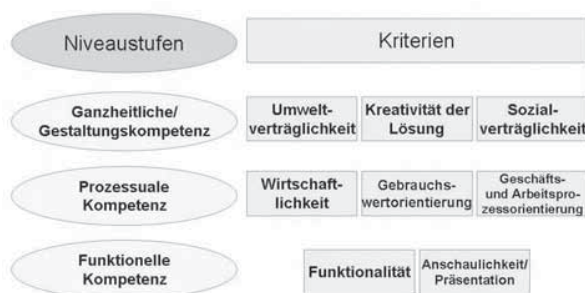 Niveaustufen
Kriterien
Ganzheitliche/
Gestaltungskompetenz
Umwelt-
verträglichkeit
Kreativität der
Lösung
Sozial-
verträglichkeit
Prozessuale
Kompetenz
Wirtschaft-
lichkeit
Gebrauchs-
wertorientierung
Geschäfts-
und Arbeitspro-
zessorientierung
Funktionelle
Kompetenz
Funktionalität
Anschaulichkeit/
Präsentation